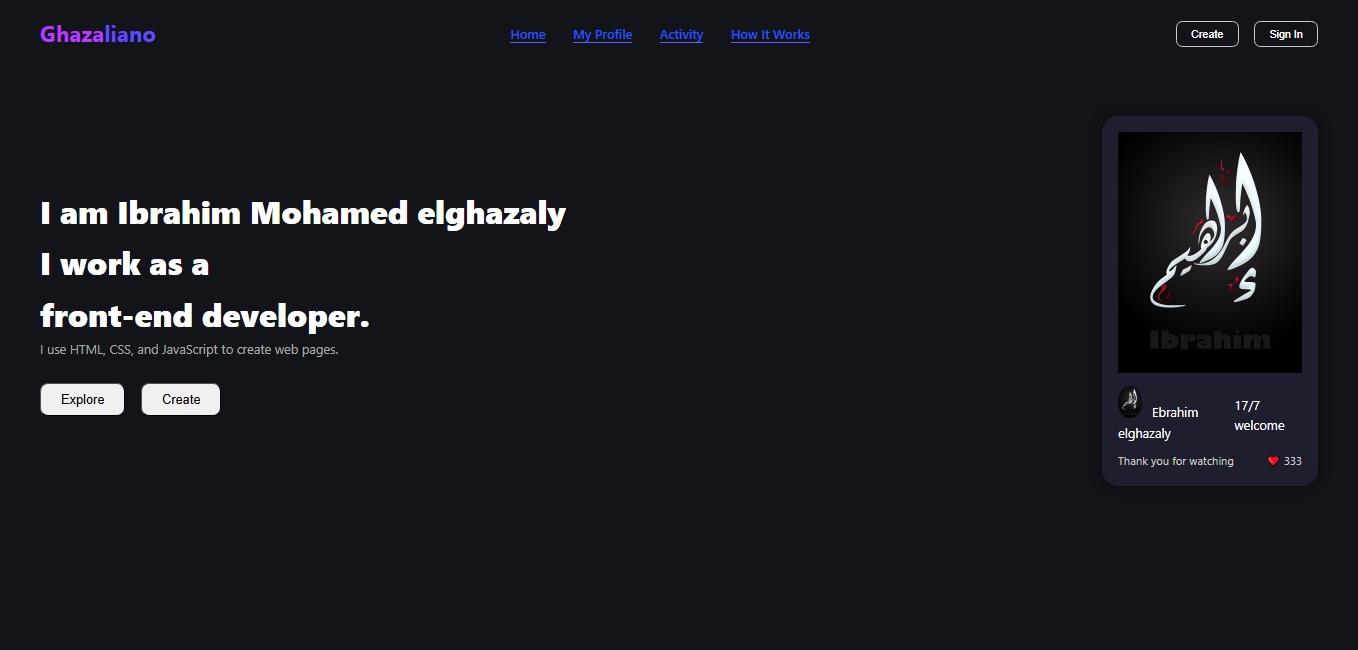 Ghazaliano
Home My Profile Activity How It Works
Create Sign In
I am Ibrahim Mohamed elghazaly
I work as a
front-end developer.
I use HTML, CSS, and JavaScript to create web pages.
Explore Create
إبراهيم
Ibrahim
Ebrahim
elghazaly
17/7
welcome
Thank you for watching ❤ 333